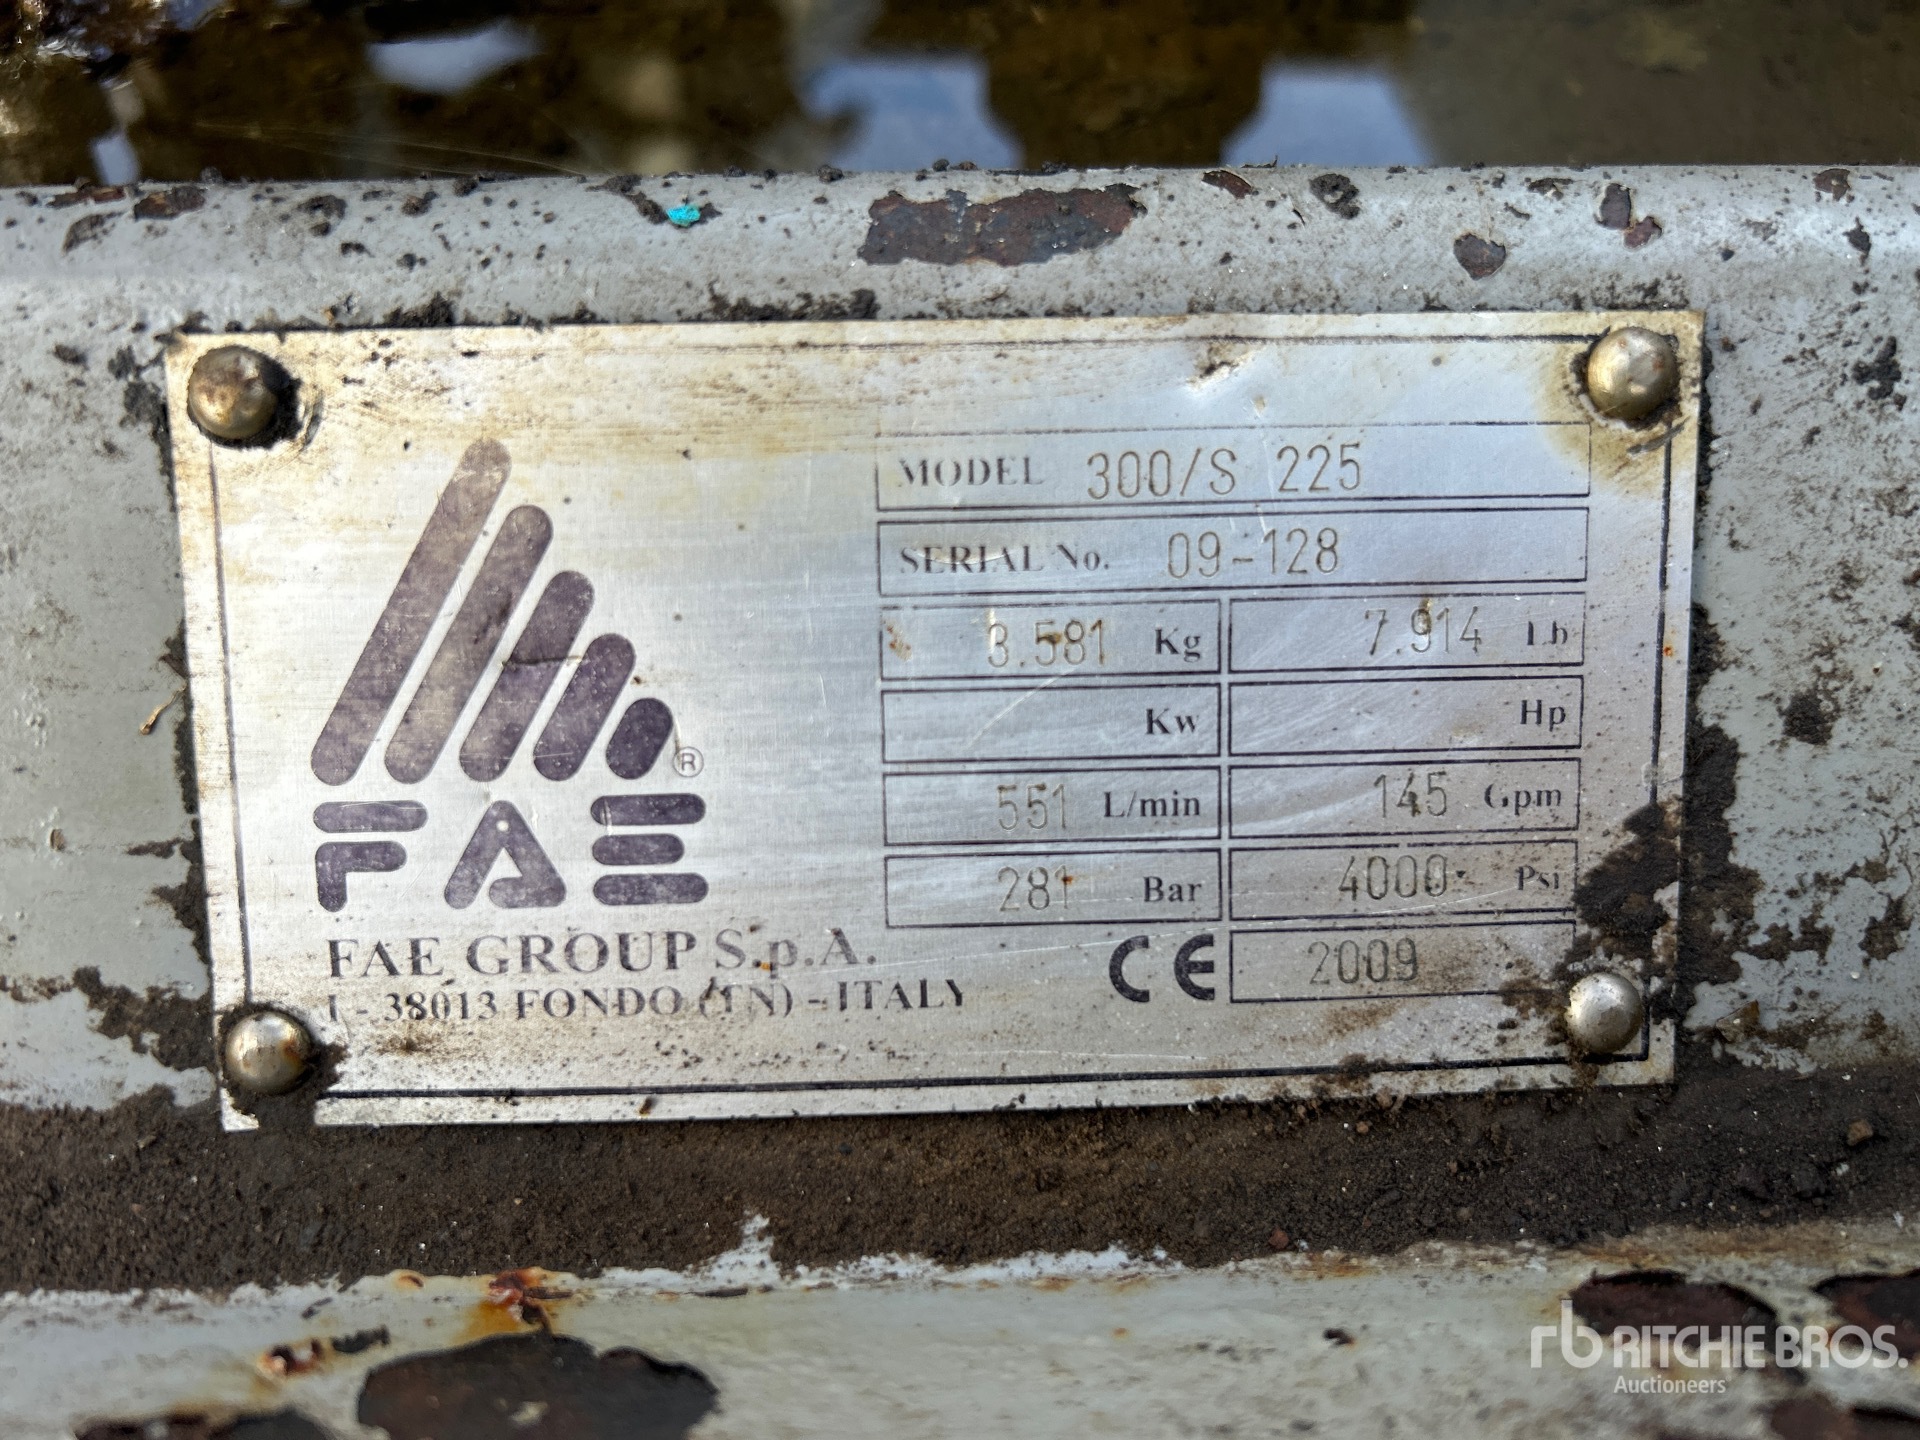 MODEL 300/S 225
SERIAL No. 09-128
3.581 Kg 7.914 Lb
Kw Hp
551 L/min 145 Gpm
281 Bar 4000 Psi
CE 2009
®
FAE
FAE GROUP S.p.A.
I - 38013 FONDO (TN) - ITALY
rb RITCHIE BROS.
Auctioneers